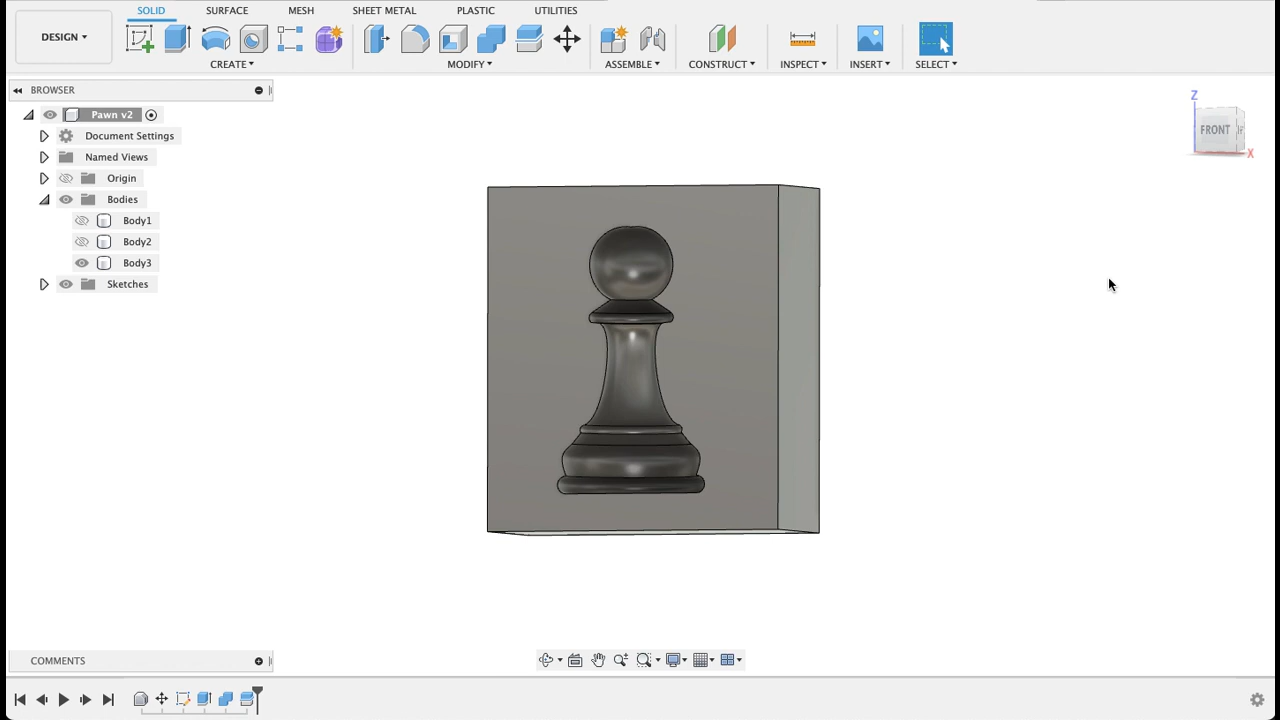 SOLID SURFACE MESH SHEET METAL PLASTIC UTILITIES
DESIGN
CREATE MODIFY ASSEMBLE CONSTRUCT INSPECT INSERT SELECT
BROWSER
Pawn v2
Document Settings
Named Views
Origin
Bodies
Body1
Body2
Body3
Sketches
Z
FRONT
X
COMMENTS